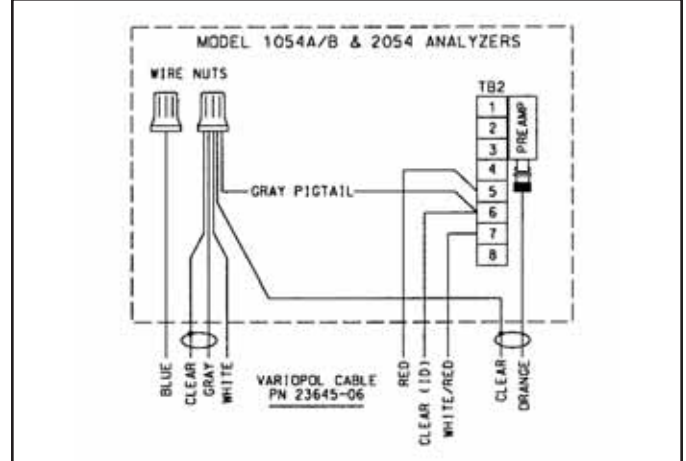 MODEL 1054A/B & 2054 ANALYZERS
WIRE NUTS
TB2
1
2
3
4
5
6
7
8
PREAMP
GRAY PIGTAIL
BLUE
CLEAR
GRAY
WHITE
VARIOPOL CABLE
PN 23645-06
RED
CLEAR (ID)
WHITE/RED
CLEAR
ORANGE